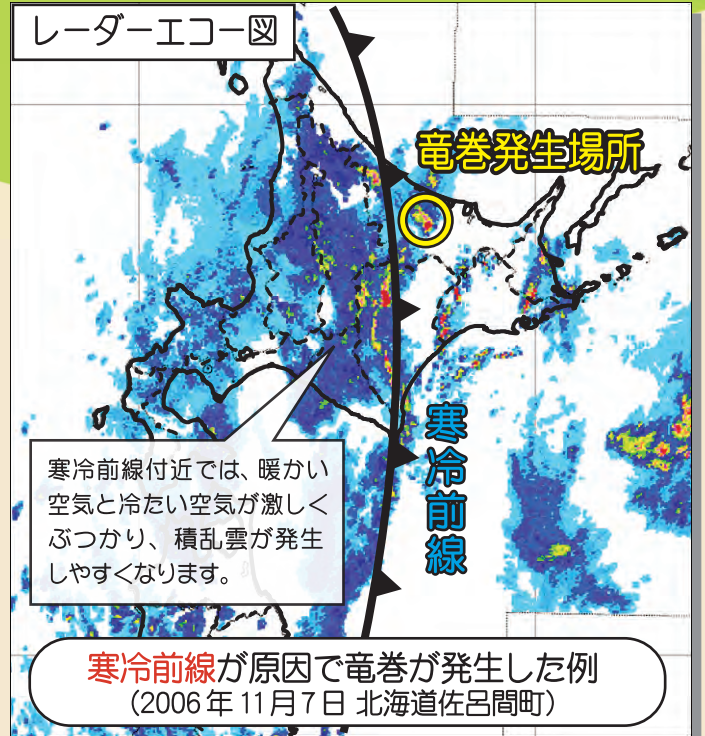 レーダーエコー図
竜巻発生場所
寒冷前線
寒冷前線付近では、暖かい
空気と冷たい空気が激しく
ぶつかり、積乱雲が発生
しやすくなります。
寒冷前線が原因で竜巻が発生した例
（2006年11月7日 北海道佐呂間町）